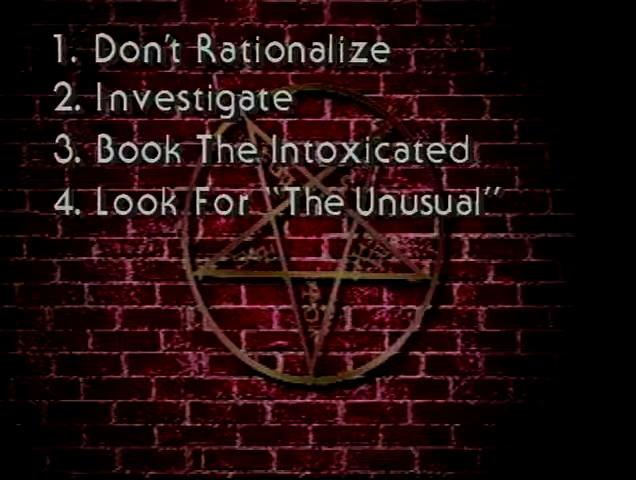 1. Don't Rationalize
2. Investigate
3. Book The Intoxicated
4. Look For "The Unusual"